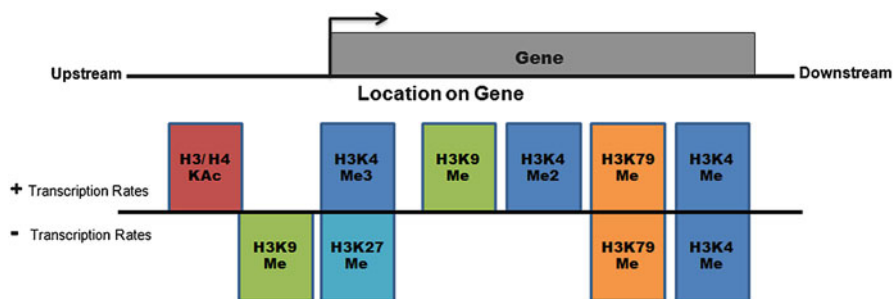 Gene
Upstream
Downstream
Location on Gene
H3/H4
KAc
H3K4
Me3
H3K9
Me
H3K4
Me2
H3K79
Me
H3K4
Me
+ Transcription Rates
- Transcription Rates
H3K9
Me
H3K27
Me
H3K79
Me
H3K4
Me